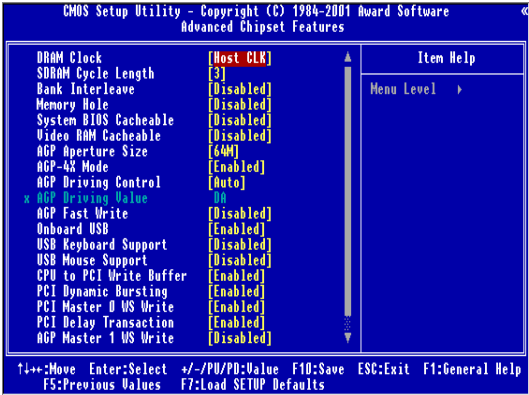 CMOS Setup Utility - Copyright (C) 1984-2001 Award Software
Advanced Chipset Features
DRAM Clock [Host CLK]
SDRAM Cycle Length [3]
Bank Interleave [Disabled]
Memory Hole [Disabled]
System BIOS Cacheable [Disabled]
Video RAM Cacheable [Disabled]
AGP Aperture Size [64M]
AGP-4X Mode [Enabled]
AGP Driving Control [Auto]
x AGP Driving Value DA
AGP Fast Write [Disabled]
Onboard USB [Enabled]
USB Keyboard Support [Disabled]
USB Mouse Support [Disabled]
CPU to PCI Write Buffer [Enabled]
PCI Dynamic Bursting [Enabled]
PCI Master 0 WS Write [Enabled]
PCI Delay Transaction [Enabled]
AGP Master 1 WS Write [Disabled]
Item Help
Menu Level
↑↓→←:Move Enter:Select +/-/PU/PD:Value F10:Save ESC:Exit F1:General Help
F5:Previous Values F7:Load SETUP Defaults